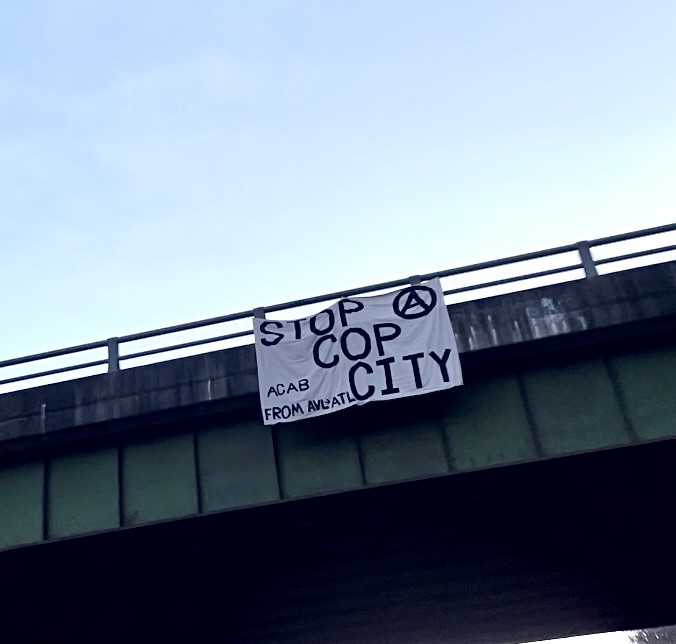 STOP Ⓐ
COP
CITY
ACAB
FROM AVL→ATL